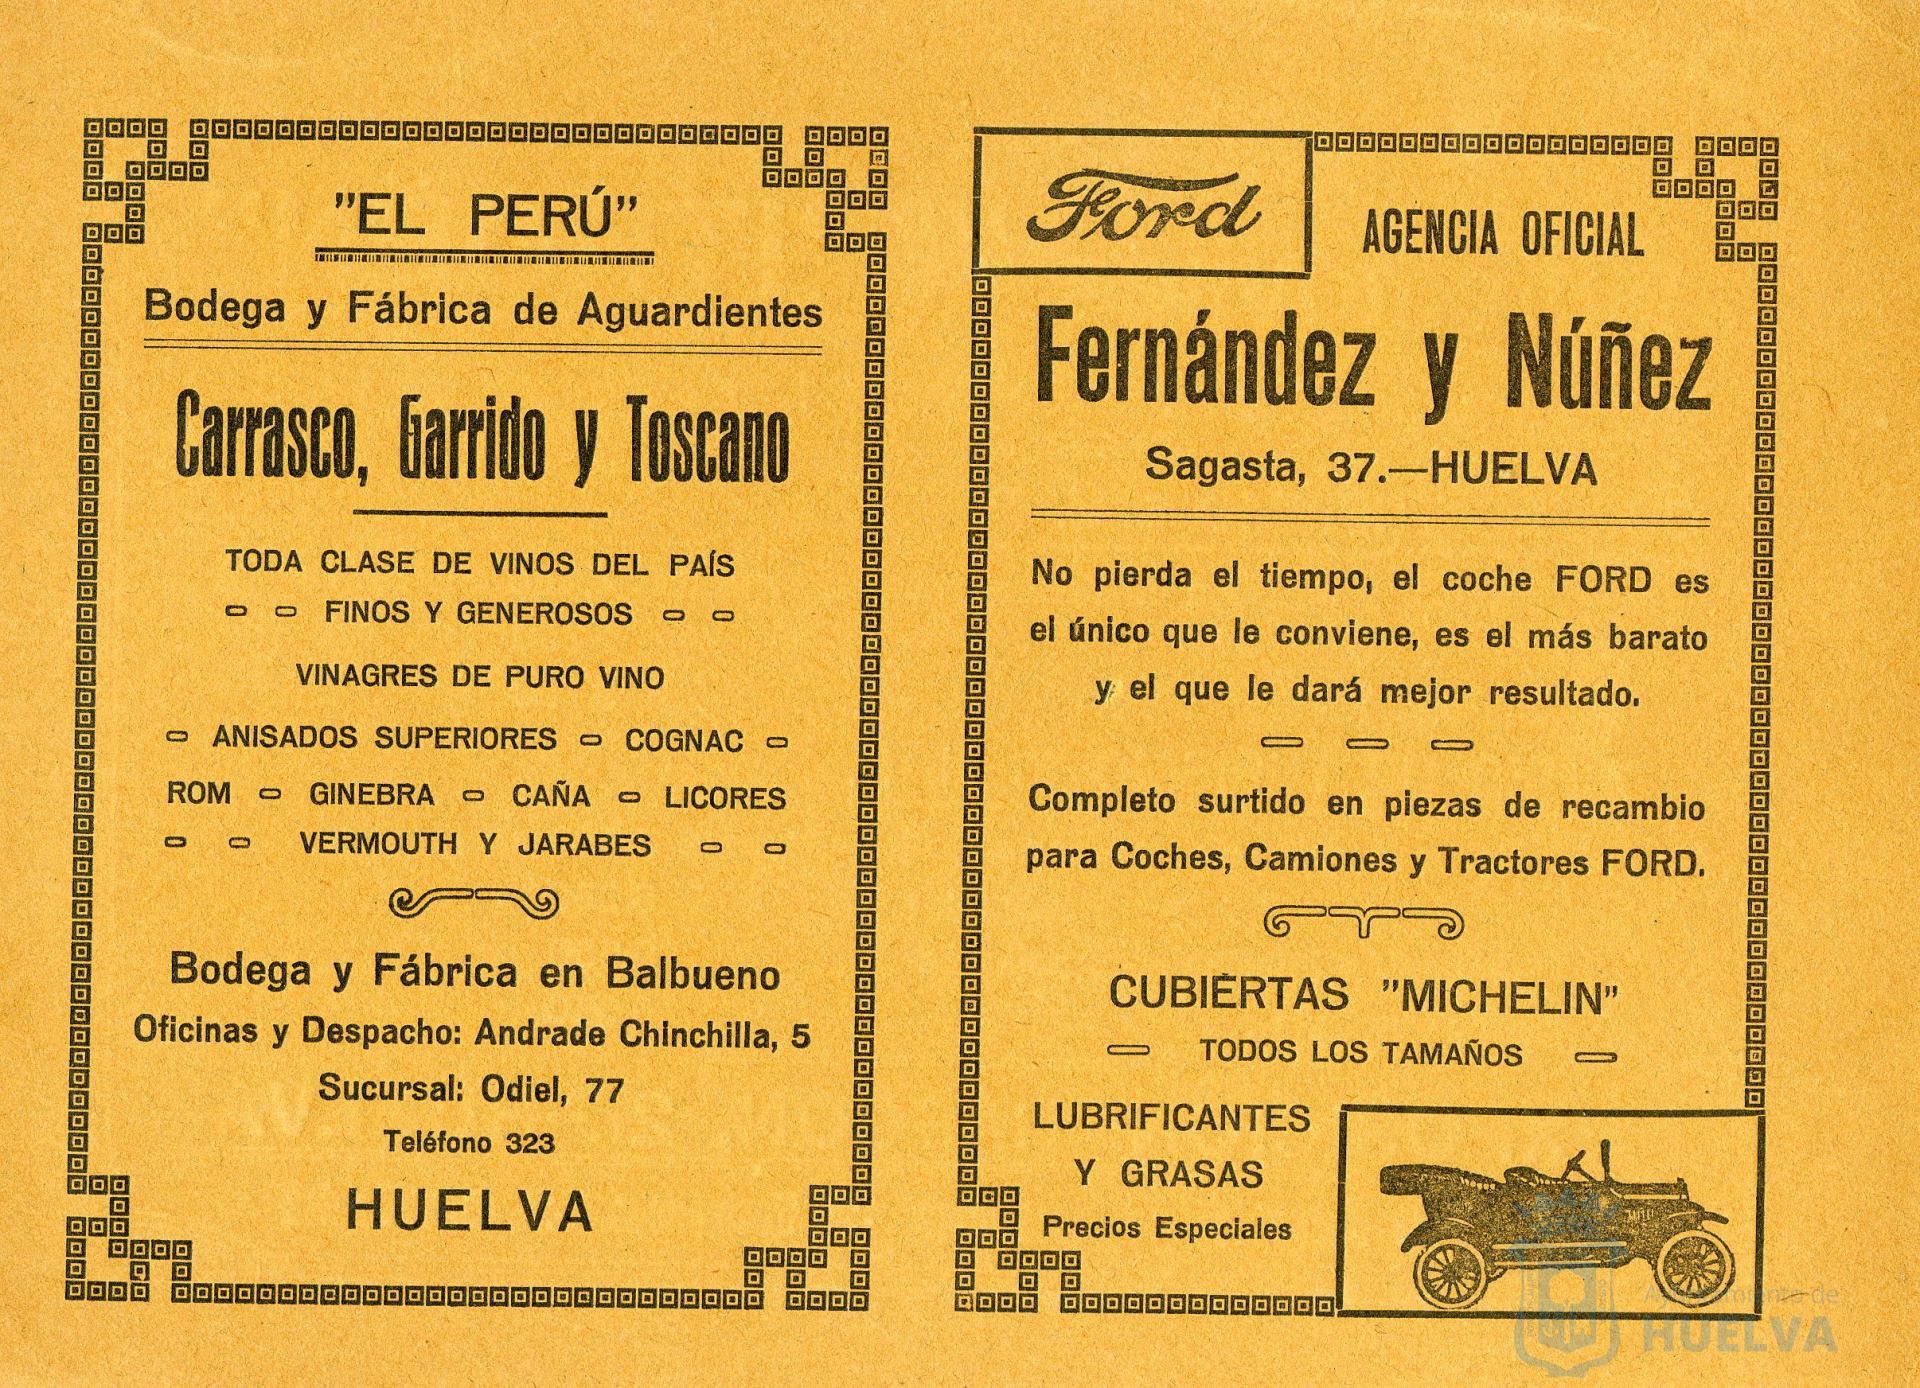 "EL PERÚ"
Bodega y Fábrica de Aguardientes
Carrasco, Garrido y Toscano
TODA CLASE DE VINOS DEL PAÍS
FINOS Y GENEROSOS
VINAGRES DE PURO VINO
ANISADOS SUPERIORES COGNAC
ROM GINEBRA CAÑA LICORES
VERMOUTH Y JARABES
Bodega y Fábrica en Balbueno
Oficinas y Despacho: Andrade Chinchilla, 5
Sucursal: Odiel, 77
Teléfono 323
HUELVA
Ford
AGENCIA OFICIAL
Fernández y Núñez
Sagasta, 37.—HUELVA
No pierda el tiempo, el coche FORD es
el único que le conviene, es el más barato
y el que le dará mejor resultado.
Completo surtido en piezas de recambio
para Coches, Camiones y Tractores FORD.
CUBIERTAS "MICHELIN"
TODOS LOS TAMAÑOS
LUBRIFICANTES
Y GRASAS
Precios Especiales
Ayuntamiento de
HUELVA